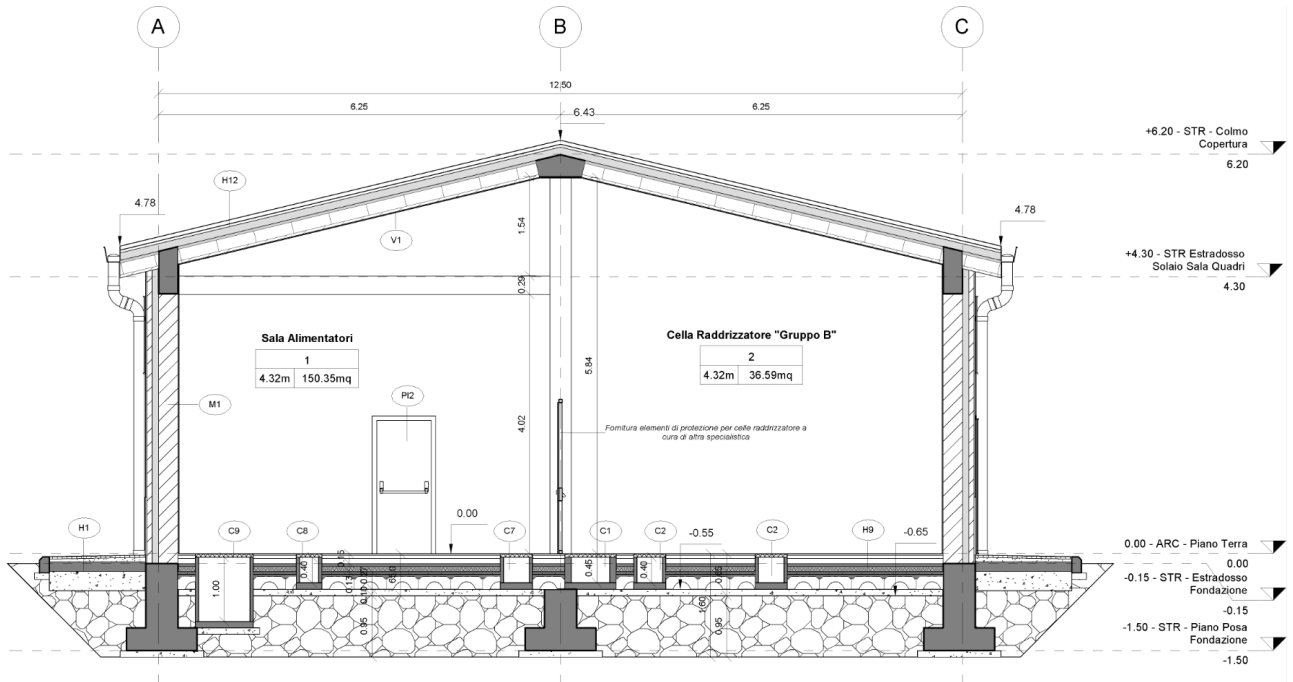 A
B
C
12.50
6.25
6.25
6.43
+6.20 - STR - Colmo
Copertura
6.20
H12
4.78
4.78
V1
1.54
+4.30 - STR Estradosso
Solaio Sala Quadri
4.30
0.29
Sala Alimentatori
1
4.32m
150.35mq
Cella Raddrizzatore "Gruppo B"
2
4.32m
36.59mq
5.84
M1
PI2
4.02
Fornitura elementi di protezione per celle raddrizzatore a
cura di altra specialistica
H1
C9
C8
0.00
C7
C1
C2
-0.55
C2
H9
-0.65
0.00 - ARC - Piano Terra
0.00
0.15
0.40
0.45
0.40
1.00
0.95
1.60
0.95
-0.15 - STR - Estradosso
Fondazione
-0.15
-1.50 - STR - Piano Posa
Fondazione
-1.50